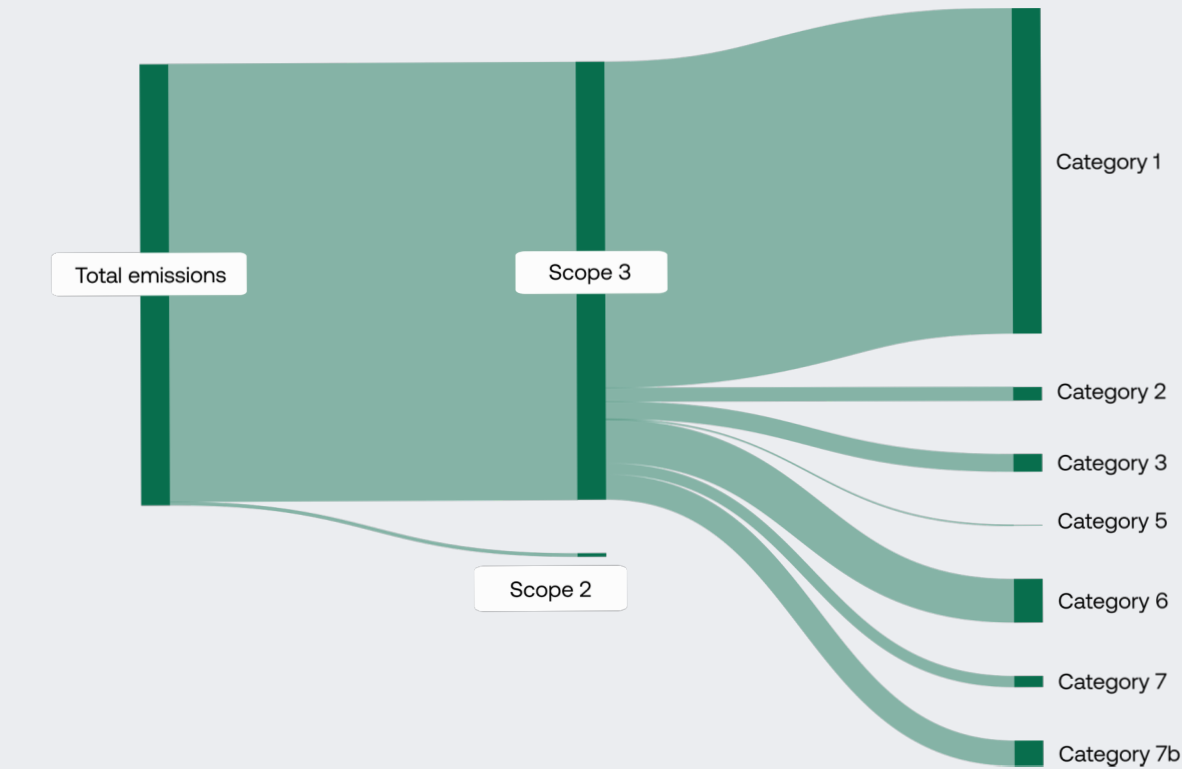 Total emissions
Scope 3
Scope 2
Category 1
Category 2
Category 3
Category 5
Category 6
Category 7
Category 7b